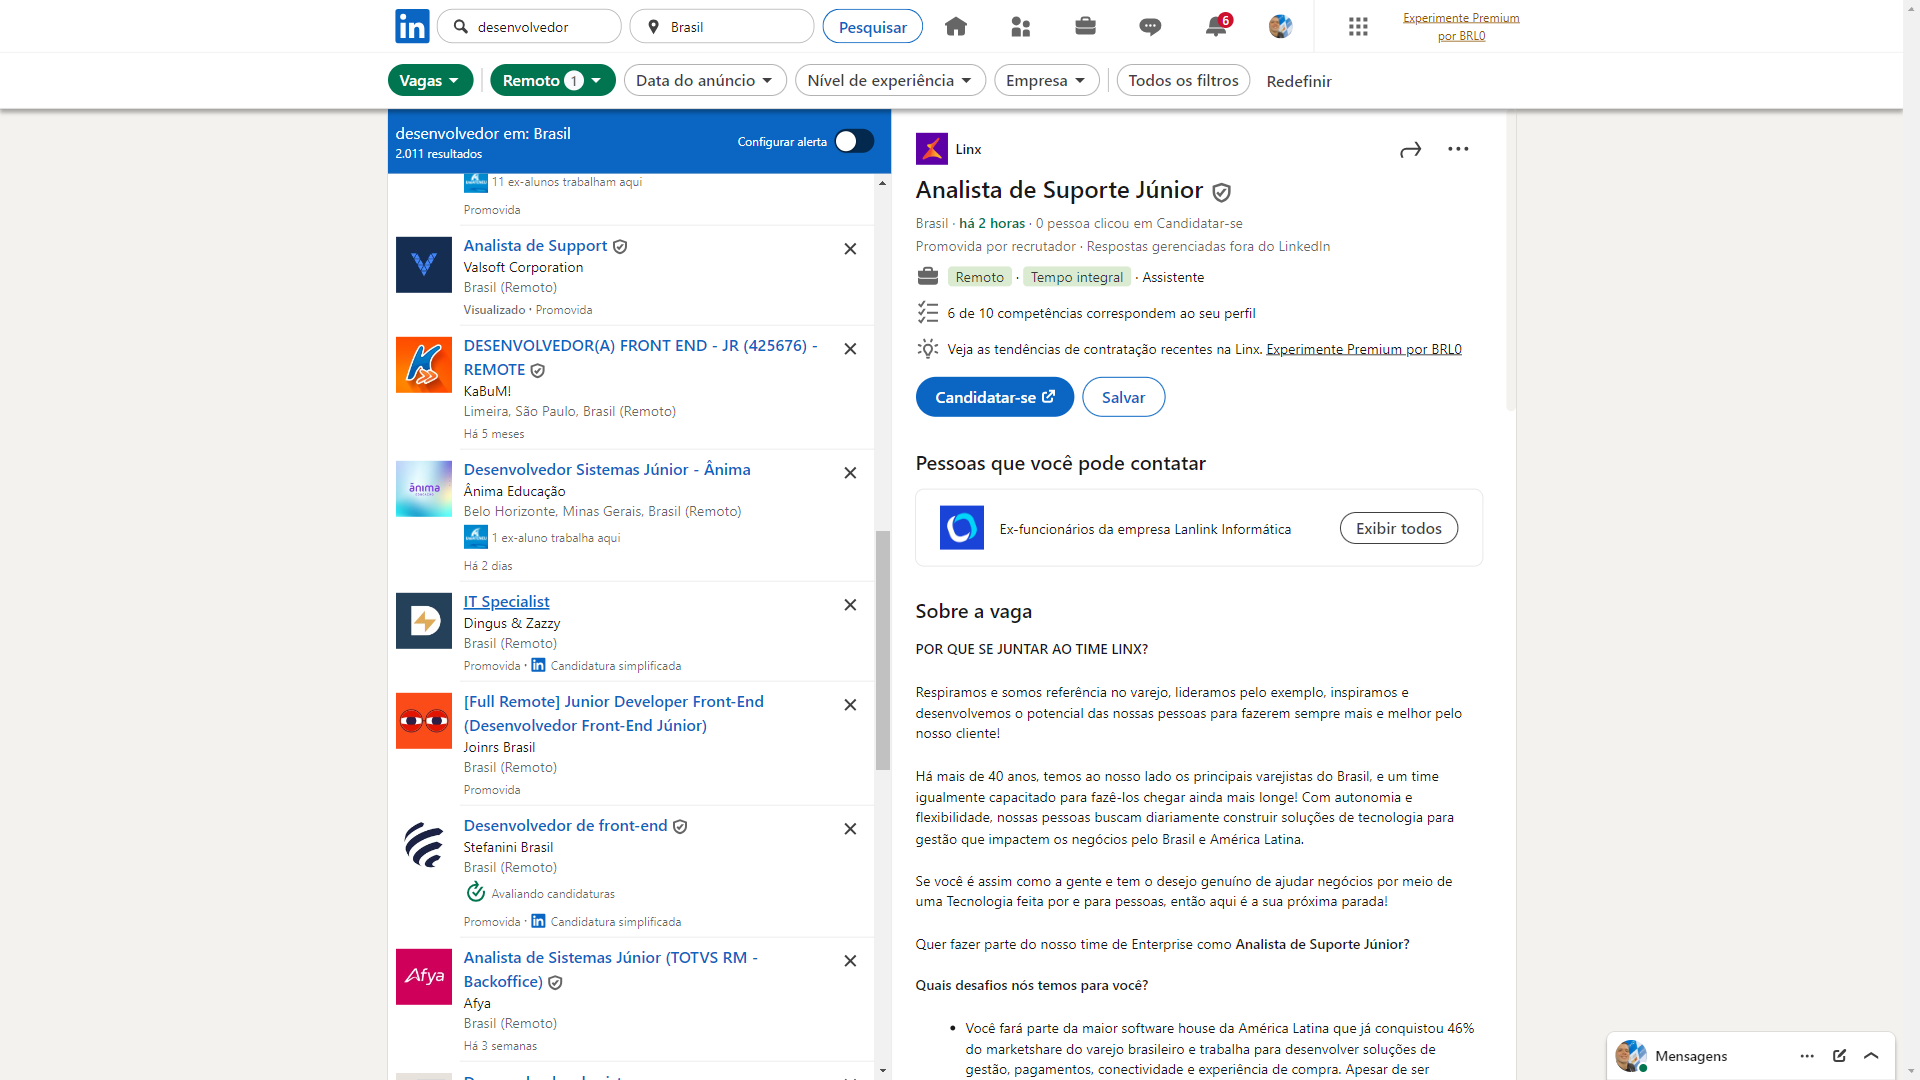 in
desenvolvedor
Brasil
Pesquisar
6
Experimente Premium
por BRL0
Vagas
Remoto 1
Data do anúncio
Nível de experiência
Empresa
Todos os filtros
Redefinir
desenvolvedor em: Brasil
2.011 resultados
Configurar alerta
11 ex-alunos trabalham aqui
Promovida
Analista de Support
Valsoft Corporation
Brasil (Remoto)
Visualizado · Promovida
DESENVOLVEDOR(A) FRONT END - JR (425676) -
REMOTE
KaBuM!
Limeira, São Paulo, Brasil (Remoto)
Há 5 meses
ânima
Desenvolvedor Sistemas Júnior - Ânima
Ânima Educação
Belo Horizonte, Minas Gerais, Brasil (Remoto)
1 ex-aluno trabalha aqui
Há 2 dias
IT Specialist
Dingus & Zazzy
Brasil (Remoto)
Promovida · in Candidatura simplificada
[Full Remote] Junior Developer Front-End
(Desenvolvedor Front-End Júnior)
Joinrs Brasil
Brasil (Remoto)
Promovida
Desenvolvedor de front-end
Stefanini Brasil
Brasil (Remoto)
Avaliando candidaturas
Promovida · in Candidatura simplificada
Afya
Analista de Sistemas Júnior (TOTVS RM -
Backoffice)
Afya
Brasil (Remoto)
Há 3 semanas
Linx
Analista de Suporte Júnior
Brasil · há 2 horas · 0 pessoa clicou em Candidatar-se
Promovida por recrutador · Respostas gerenciadas fora do LinkedIn
Remoto · Tempo integral · Assistente
6 de 10 competências correspondem ao seu perfil
Veja as tendências de contratação recentes na Linx. Experimente Premium por BRL0
Candidatar-se
Salvar
Pessoas que você pode contatar
Ex-funcionários da empresa Lanlink Informática
Exibir todos
Sobre a vaga
POR QUE SE JUNTAR AO TIME LINX?
Respiramos e somos referência no varejo, lideramos pelo exemplo, inspiramos e
desenvolvemos o potencial das nossas pessoas para fazerem sempre mais e melhor pelo
nosso cliente!
Há mais de 40 anos, temos ao nosso lado os principais varejistas do Brasil, e um time
igualmente capacitado para fazê-los chegar ainda mais longe! Com autonomia e
flexibilidade, nossas pessoas buscam diariamente construir soluções de tecnologia para
gestão que impactem os negócios pelo Brasil e América Latina.
Se você é assim como a gente e tem o desejo genuíno de ajudar negócios por meio de
uma Tecnologia feita por e para pessoas, então aqui é a sua próxima parada!
Quer fazer parte do nosso time de Enterprise como Analista de Suporte Júnior?
Quais desafios nós temos para você?
• Você fará parte da maior software house da América Latina que já conquistou 46%
do marketshare do varejo brasileiro e trabalha para desenvolver soluções de
gestão, pagamentos, conectividade e experiência de compra. Apesar de ser
Mensagens